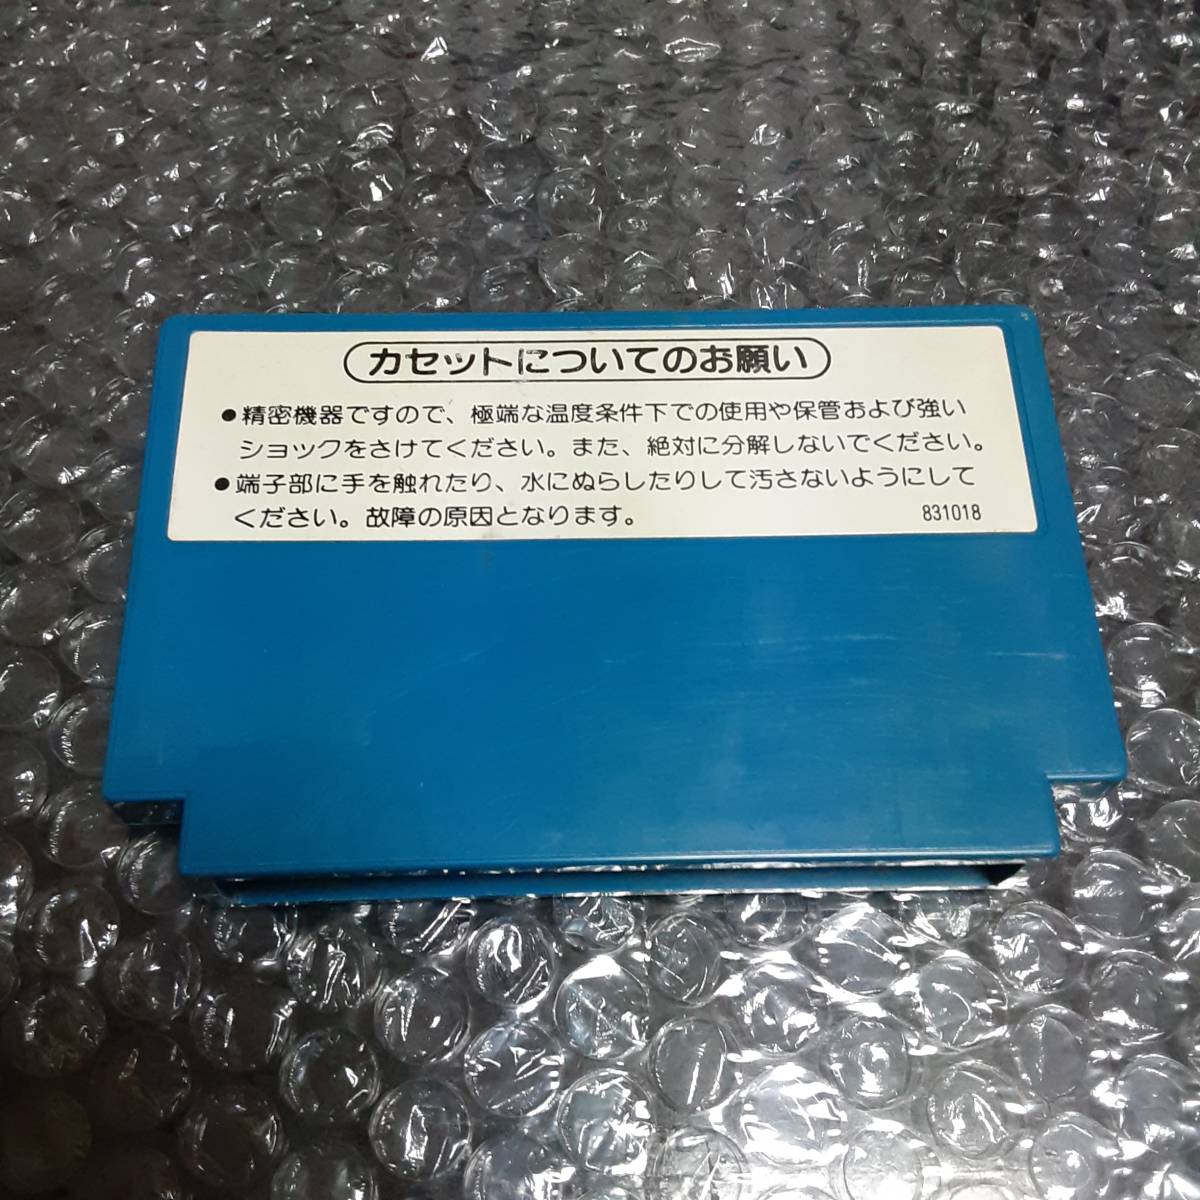 カセットについてのお願い
●精密機器ですので、極端な温度条件下での使用や保管および強い
ショックをさけてください。また、絶対に分解しないでください。
●端子部に手を触れたり、水にぬらしたりして汚さないようにして
ください。故障の原因となります。
831018